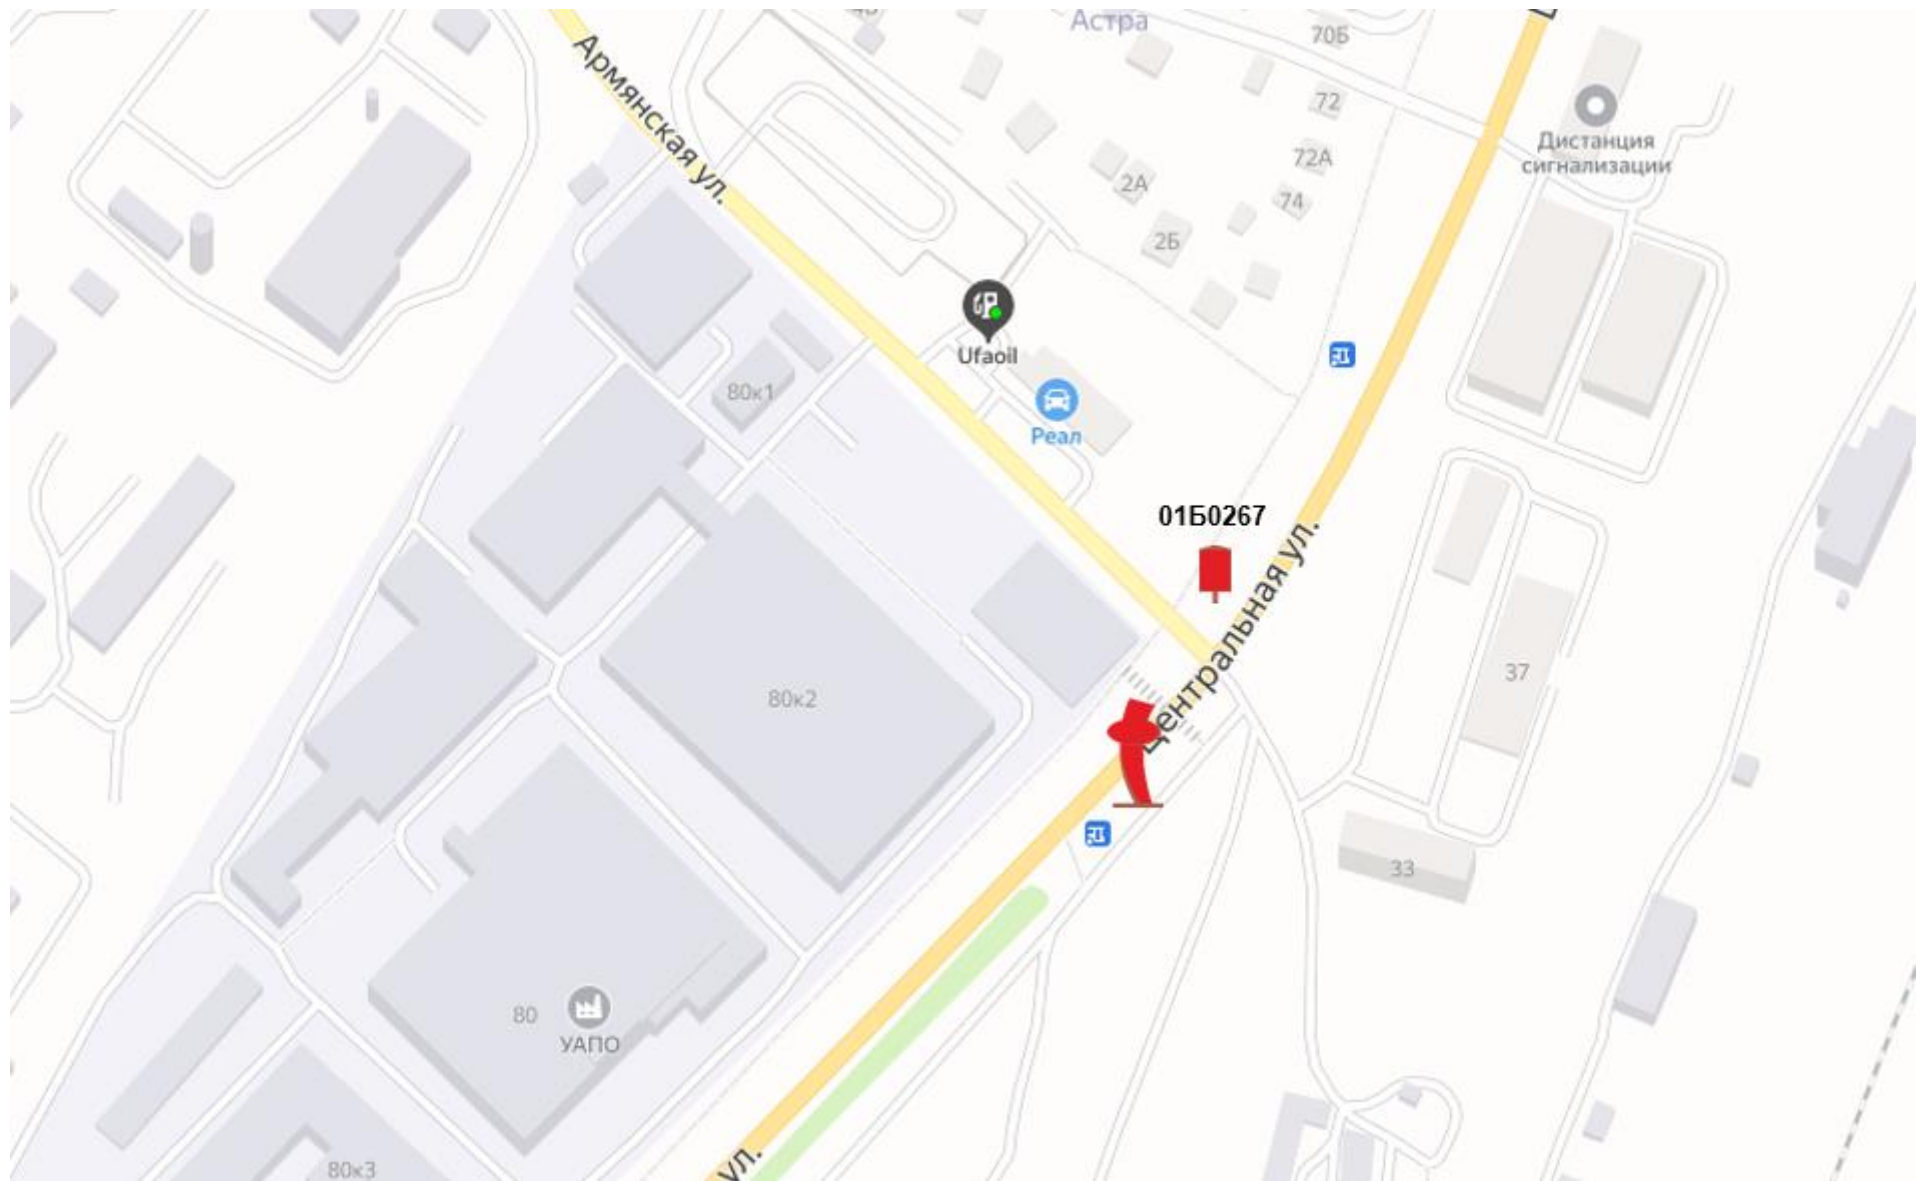 Астра
70Б
Армянская ул.
72
Дистанция
сигнализации
72А
2А
74
2Б
Ufaoil
80к1
Реал
01Б0267
Центральная ул.
37
80к2
33
80
УАПО
ул.
80к3